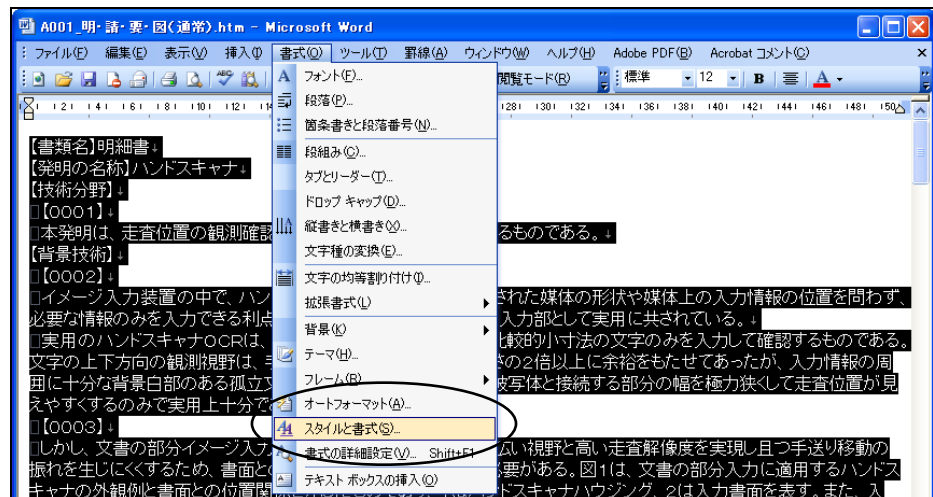 A001_明・請・要・図(通常).htm - Microsoft Word
ファイル(F) 編集(E) 表示(V) 挿入(I) 書式(O) ツール(T) 罫線(A) ウィンドウ(W) ヘルプ(H) Adobe PDF(B) Acrobat コメント(C)
閲覧モード(R) 標準 12 B A
フォント(F)...
段落(P)...
箇条書きと段落番号(N)...
段組み(C)...
タブとリーダー(T)...
ドロップ キャップ(D)...
縦書きと横書き(X)...
文字種の変換(E)...
文字の均等割り付け(I)...
拡張書式(L)
背景(K)
テーマ(H)...
フレーム(R)
オートフォーマット(A)...
スタイルと書式(S)...
書式の詳細設定(V)... Shift+F1
テキスト ボックスの挿入(O)
|2| |4| |6| |8| |10| |12| |14 |28| |30| |32| |34| |36| |38| |40| |42| |44| |46| |48| |50
【書類名】明細書↓
【発明の名称】ハンドスキャナ↓
【技術分野】↓
□【0001】↓
□本発明は、走査位置の観測確認 るものである。↓
【背景技術】↓
□【0002】↓
□イメージ入力装置の中で、ハン された媒体の形状や媒体上の入力情報の位置を問わず、
必要な情報のみを入力できる利点 入力部として実用に共されている。↓
□実用のハンドスキャナOCRは、 比較的小寸法の文字のみを入力して確認するものである。
文字の上下方向の観測視野は、 さの2倍以上に余裕をもたせてあったが、入力情報の周
囲に十分な背景白部のある孤立文 被写体と接続する部分の幅を極力狭くして走査位置が見
えやすくするのみで実用上十分で
□【0003】↓
□しかし、文書の部分イメージ入力 広い視野と高い走査解像度を実現し且つ手送り移動の
振れを生じにくくするため、書面と 必要がある。図1は、文書の部分入力に適用するハンドス
キャナの外観例と書面との位置関 ドスキャナハウジング、2は入力書面を表す。また、入